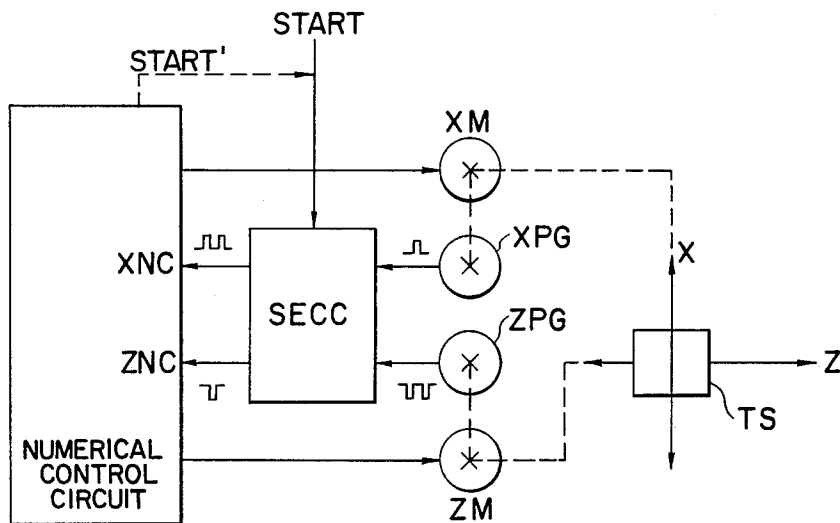 START
START'
XM
XPG
XNC
X
SECC
ZPG
ZNC
Z
TS
NUMERICAL
CONTROL
CIRCUIT
ZM